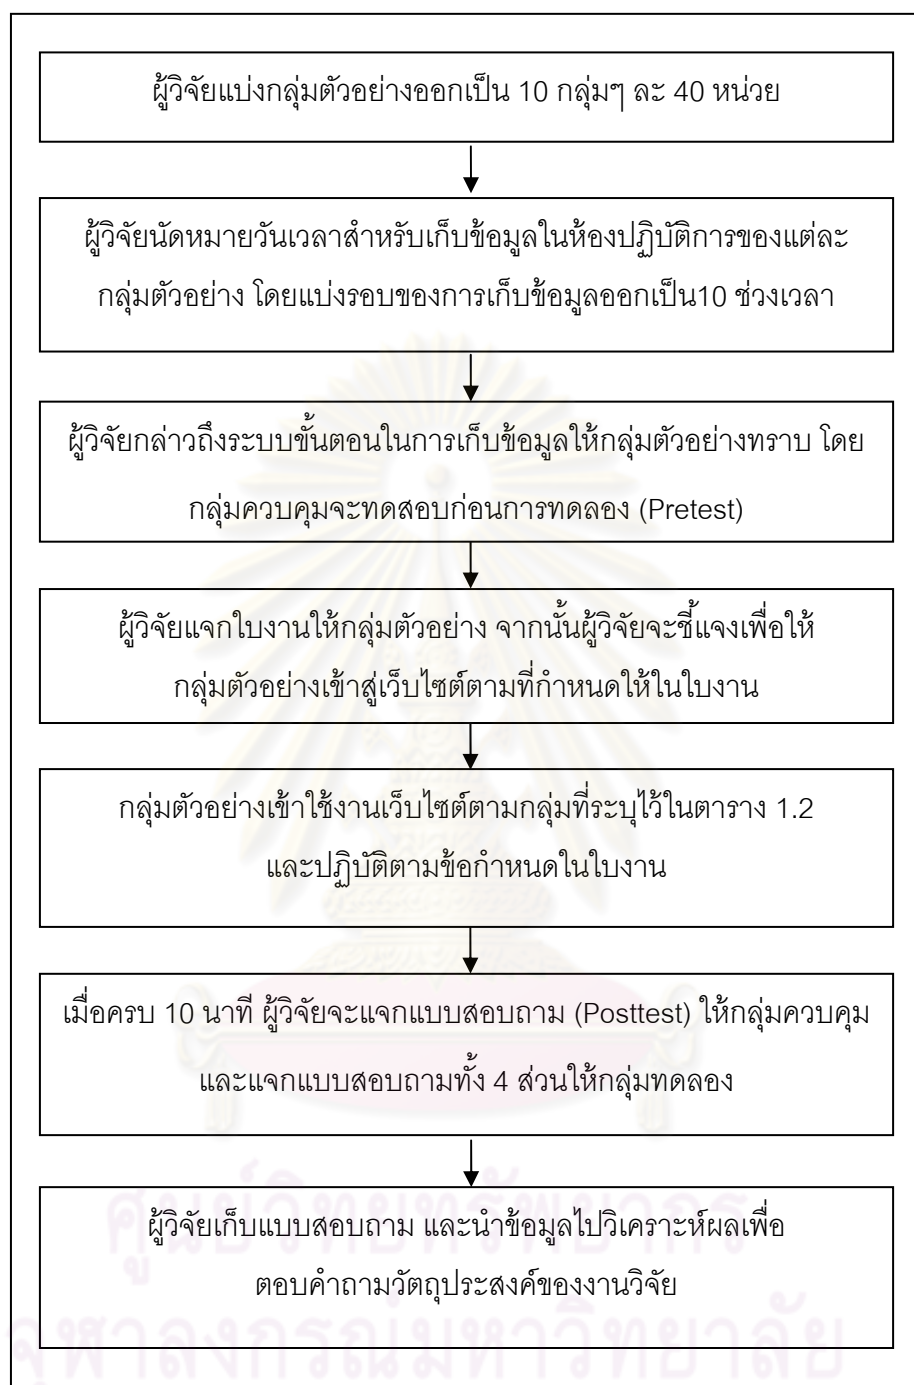 ผู้วิจัยแบ่งกลุ่มตัวอย่างออกเป็น 10 กลุ่มๆ ละ 40 หน่วย
ผู้วิจัยนัดหมายวันเวลาสำหรับเก็บข้อมูลในห้องปฏิบัติการของแต่ละ
กลุ่มตัวอย่าง โดยแบ่งรอบของการเก็บข้อมูลออกเป็น10 ช่วงเวลา
ผู้วิจัยกล่าวถึงระบบขั้นตอนในการเก็บข้อมูลให้กลุ่มตัวอย่างทราบ โดย
กลุ่มควบคุมจะทดสอบก่อนการทดลอง (Pretest)
ผู้วิจัยแจกใบงานให้กลุ่มตัวอย่าง จากนั้นผู้วิจัยจะชี้แจงเพื่อให้
กลุ่มตัวอย่างเข้าสู่เว็บไซต์ตามที่กำหนดให้ในใบงาน
กลุ่มตัวอย่างเข้าใช้งานเว็บไซต์ตามกลุ่มที่ระบุไว้ในตาราง 1.2
และปฏิบัติตามข้อกำหนดในใบงาน
เมื่อครบ 10 นาที ผู้วิจัยจะแจกแบบสอบถาม (Posttest) ให้กลุ่มควบคุม
และแจกแบบสอบถามทั้ง 4 ส่วนให้กลุ่มทดลอง
ผู้วิจัยเก็บแบบสอบถาม และนำข้อมูลไปวิเคราะห์ผลเพื่อ
ตอบคำถามวัตถุประสงค์ของงานวิจัย
ศูนย์วิทยทรัพยากร
จุฬาลงกรณ์มหาวิทยาลัย